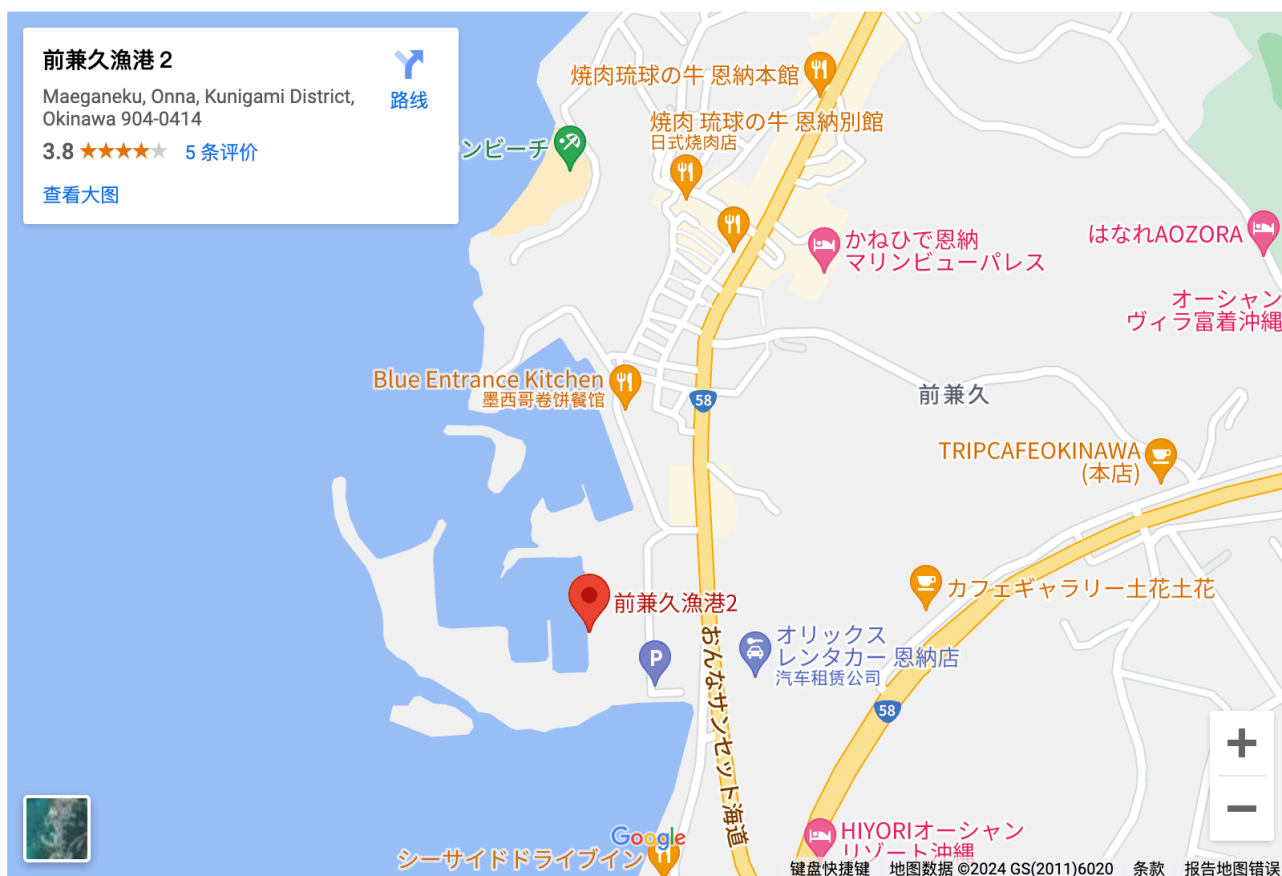 前兼久漁港 2
Maeganeku, Onna, Kunigami District,
Okinawa 904-0414
路线
3.8
5 条评价
查看大图
焼肉琉球の牛 恩納本館
焼肉 琉球の牛 恩納別館
日式烧肉店
ンビーチ
かねひで恩納
マリンビューパレス
はなれAOZORA
オーシャン
ヴィラ富着沖縄
Blue Entrance Kitchen
墨西哥卷饼餐馆
58
前兼久
TRIPCAFEOKINAWA
(本店)
カフェギャラリー土花土花
前兼久漁港2
P
オリックス
レンタカー 恩納店
汽车租赁公司
おんなサンセット海道
58
HIYORIオーシャン
リゾート沖縄
Google
シーサイドドライブイン
键盘快捷键 地图数据 ©2024 GS(2011)6020 条款 报告地图错误